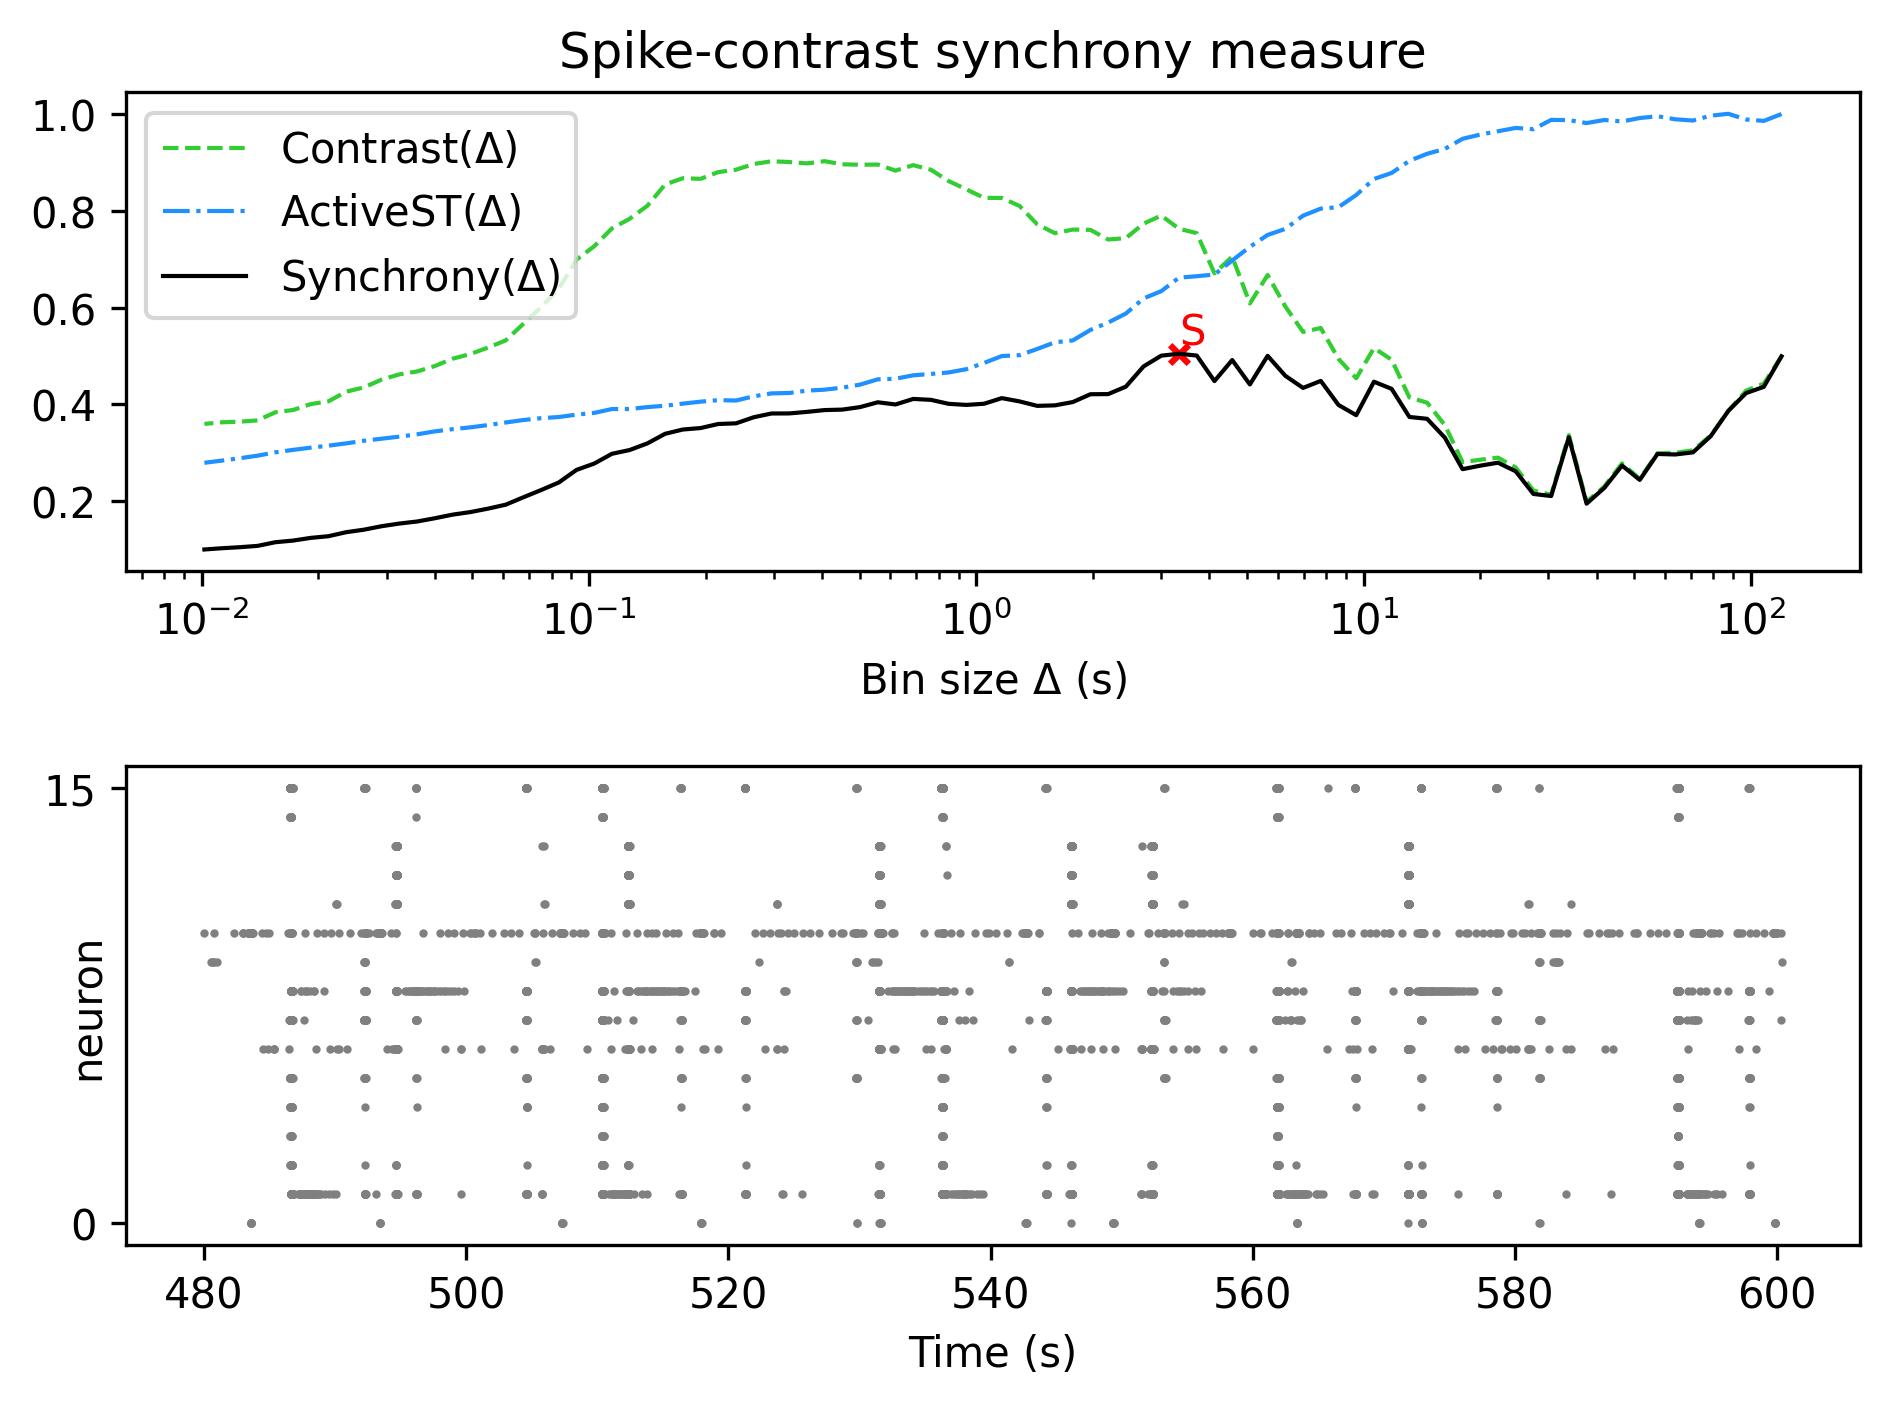 Spike-contrast synchrony measure
1.0
0.8
0.6
0.4
0.2
Contrast(Δ)
ActiveST(Δ)
Synchrony(Δ)
S
10⁻² 10⁻¹ 10⁰ 10¹ 10²
Bin size Δ (s)
15
0
neuron
480 500 520 540 560 580 600
Time (s)